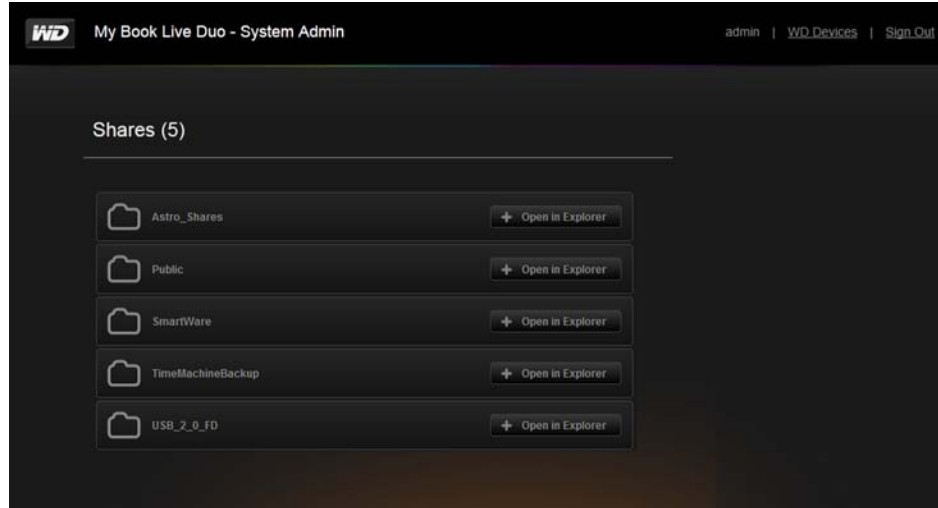 WD My Book Live Duo - System Admin admin | WD Devices | Sign Out
Shares (5)
Astro_Shares + Open in Explorer
Public + Open in Explorer
SmartWare + Open in Explorer
TimeMachineBackup + Open in Explorer
USB_2_0_FD + Open in Explorer